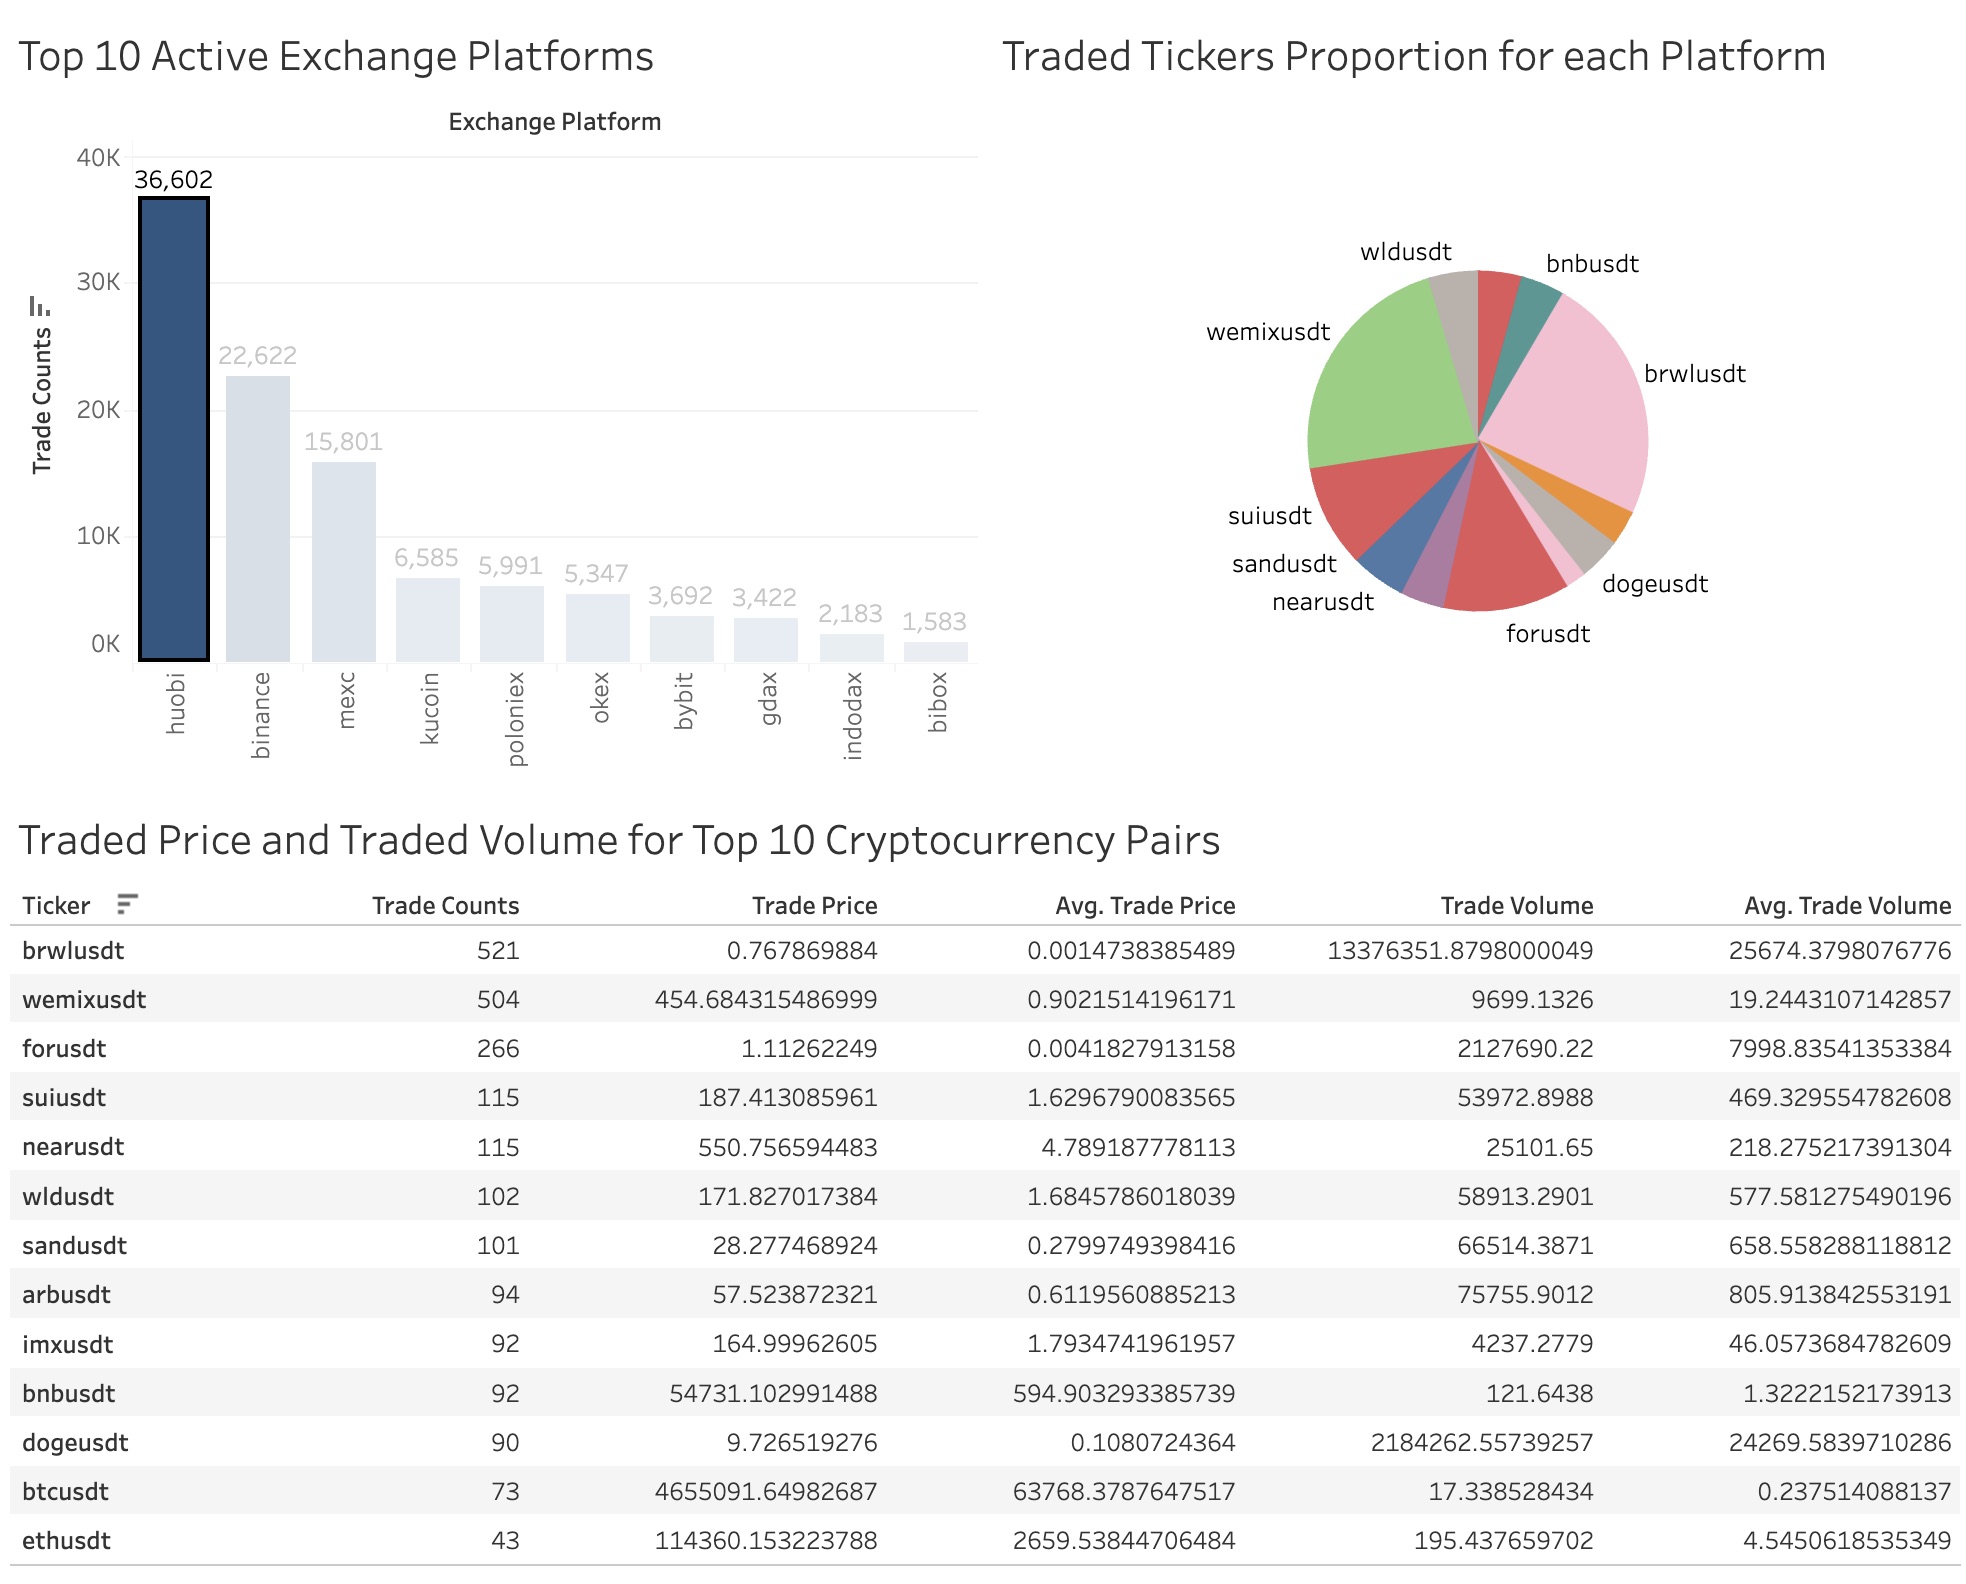 Top 10 Active Exchange Platforms
Exchange Platform
Trade Counts
40K
30K
20K
10K
0K
36,602
22,622
15,801
6,585
5,991
5,347
3,692
3,422
2,183
1,583
huobi
binance
mexc
kucoin
poloniex
okex
bybit
gdax
indodax
bibox
Traded Tickers Proportion for each Platform
wldusdt
bnbusdt
wemixusdt
brwlusdt
suiusdt
sandusdt
dogeusdt
nearusdt
forusdt
Traded Price and Traded Volume for Top 10 Cryptocurrency Pairs
Ticker Trade Counts Trade Price Avg. Trade Price Trade Volume Avg. Trade Volume
brwlusdt 521 0.767869884 0.0014738385489 13376351.8798000049 25674.3798076776
wemixusdt 504 454.684315486999 0.9021514196171 9699.1326 19.2443107142857
forusdt 266 1.11262249 0.0041827913158 2127690.22 7998.83541353384
suiusdt 115 187.413085961 1.6296790083565 53972.8988 469.329554782608
nearusdt 115 550.756594483 4.789187778113 25101.65 218.275217391304
wldusdt 102 171.827017384 1.6845786018039 58913.2901 577.581275490196
sandusdt 101 28.277468924 0.2799749398416 66514.3871 658.558288118812
arbusdt 94 57.523872321 0.6119560885213 75755.9012 805.913842553191
imxusdt 92 164.99962605 1.7934741961957 4237.2779 46.0573684782609
bnbusdt 92 54731.102991488 594.903293385739 121.6438 1.3222152173913
dogeusdt 90 9.726519276 0.1080724364 2184262.55739257 24269.5839710286
btcusdt 73 4655091.64982687 63768.3787647517 17.338528434 0.237514088137
ethusdt 43 114360.153223788 2659.53844706484 195.437659702 4.5450618535349